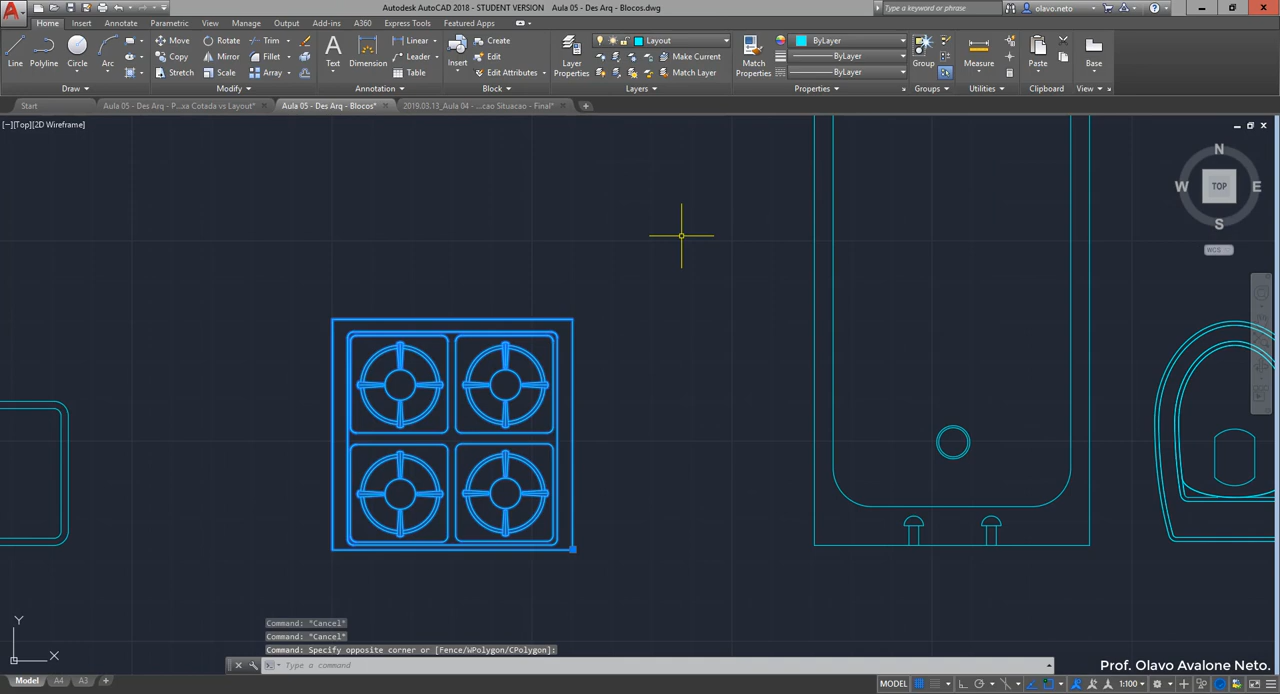 Autodesk AutoCAD 2018 - STUDENT VERSION    Aula 05 - Des Arq - Blocos.dwg
Type a keyword or phrase
olavo.neto
Home Insert Annotate Parametric View Manage Output Add-ins A360 Express Tools Featured Apps
Line Polyline Circle Arc
Move Rotate Trim
Copy Mirror Fillet
Stretch Scale Array
Text Dimension
Linear
Leader
Table
Insert
Create
Edit
Edit Attributes
Layer Properties
Layout
Make Current
Match Layer
Match Properties
ByLayer
ByLayer
ByLayer
Group
Measure
Paste
Base
Draw Modify Annotation Block Layers Properties Groups Utilities Clipboard View
Start Aula 05 - Des Arq - P...xa Cotada vs Layout* Aula 05 - Des Arq - Blocos* 2019.03.13_Aula 04 - ...cao Situacao - Final*
[−][Top][2D Wireframe]
N
W TOP E
S
WCS
Y
X
Command: *Cancel*
Command: *Cancel*
Command: Specify opposite corner or [Fence/WPolygon/CPolygon]:
Type a command
Prof. Olavo Avalone Neto.
Model A4 A3
MODEL 1:100